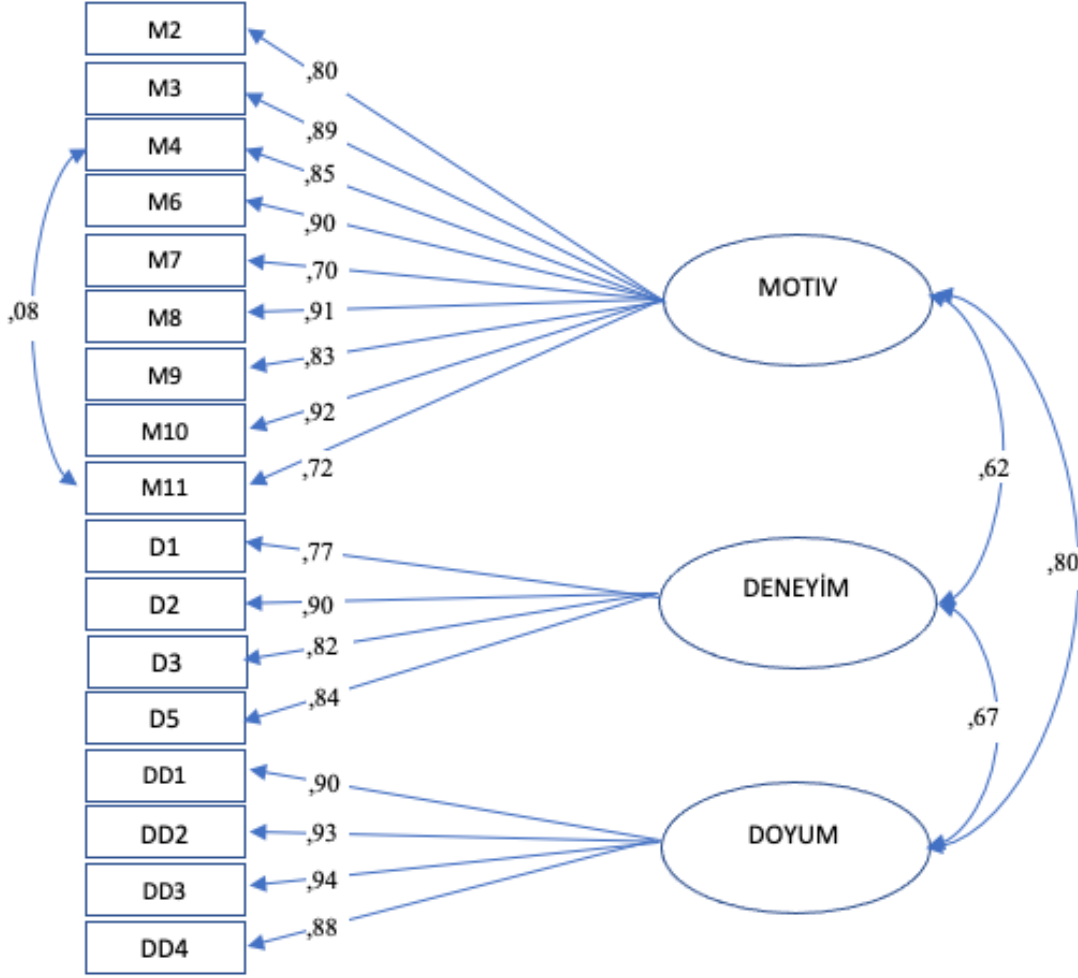 M2
,80
M3
,89
M4
,85
M6
,90
M7
,70
M8
,91
M9
,83
M10
,92
M11
,72
,08
MOTIV
D1
,77
D2
,90
D3
,82
D5
,84
DENEYİM
DD1
,90
DD2
,93
DD3
,94
DD4
,88
DOYUM
,62
,67
,80